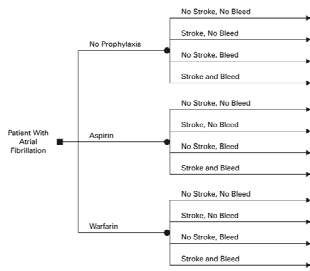 No Stroke, No Bleed
Stroke, No Bleed
No Prophylaxis
No Stroke, Bleed
Stroke and Bleed
No Stroke, No Bleed
Stroke, No Bleed
Patient With
Atrial
Fibrillation
Aspirin
No Stroke, Bleed
Stroke and Bleed
No Stroke, No Bleed
Stroke, No Bleed
Warfarin
No Stroke, Bleed
Stroke and Bleed